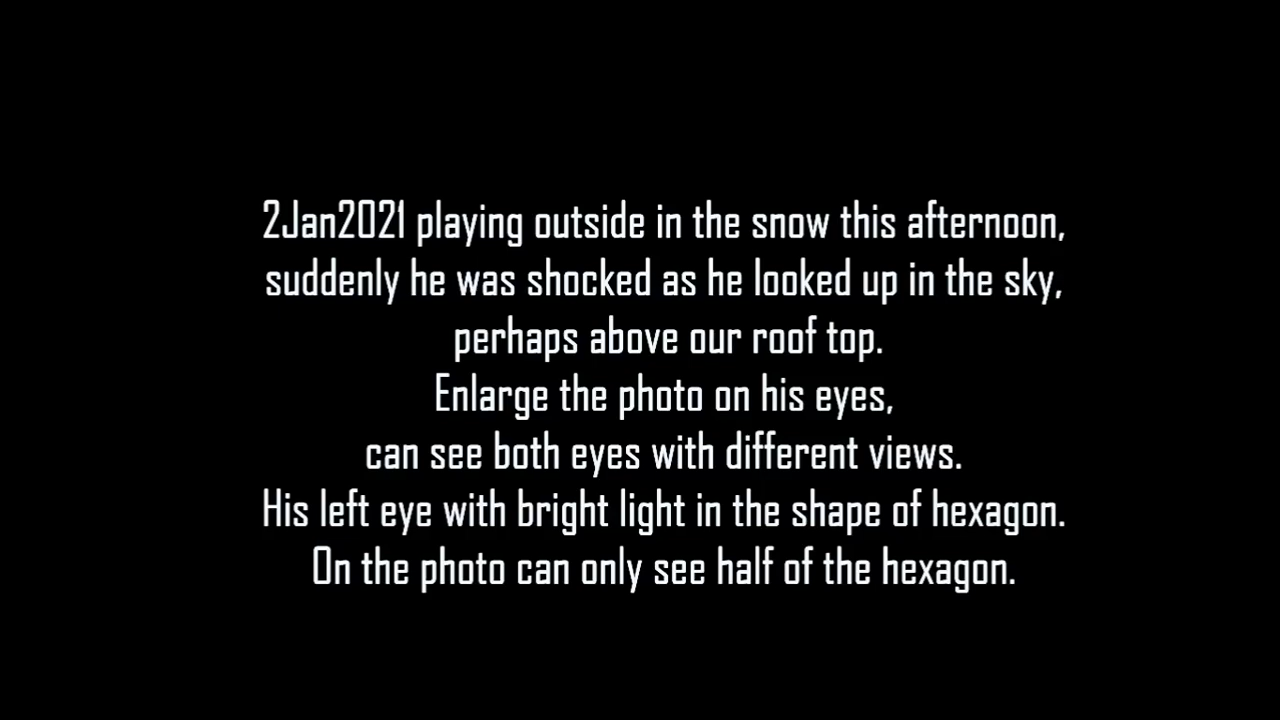 2Jan2021 playing outside in the snow this afternoon,
suddenly he was shocked as he looked up in the sky,
perhaps above our roof top.
Enlarge the photo on his eyes,
can see both eyes with different views.
His left eye with bright light in the shape of hexagon.
On the photo can only see half of the hexagon.